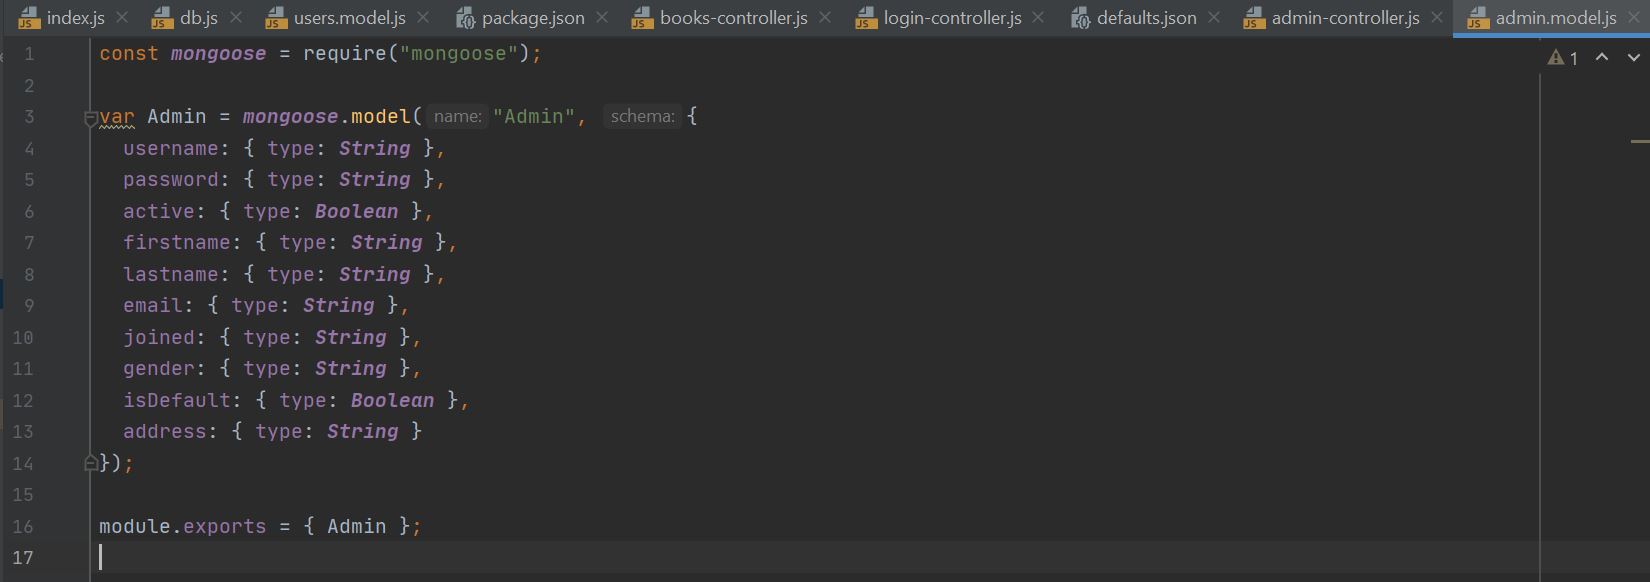 index.js db.js users.model.js package.json books-controller.js login-controller.js defaults.json admin-controller.js admin.model.js
1 const mongoose = require("mongoose"); 1
2
3 var Admin = mongoose.model( name: "Admin", schema: {
4 username: { type: String },
5 password: { type: String },
6 active: { type: Boolean },
7 firstname: { type: String },
8 lastname: { type: String },
9 email: { type: String },
10 joined: { type: String },
11 gender: { type: String },
12 isDefault: { type: Boolean },
13 address: { type: String }
14 });
15
16 module.exports = { Admin };
17